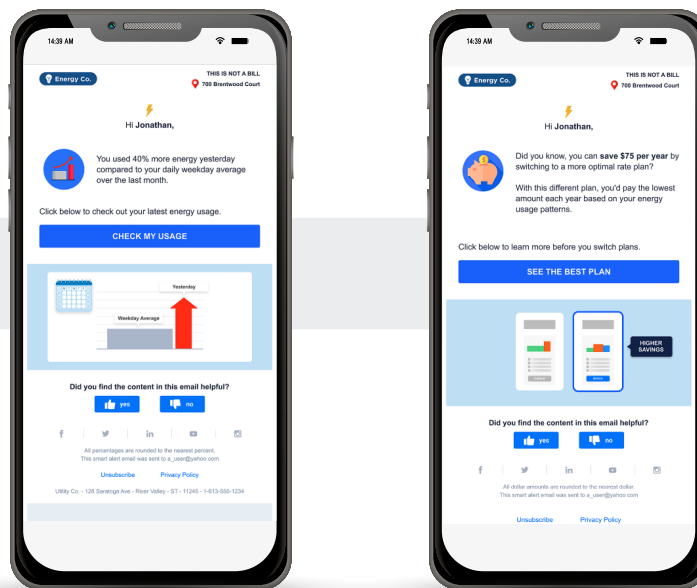 14:39 AM
Energy Co.
THIS IS NOT A BILL
700 Brentwood Court
Hi Jonathan,
You used 40% more energy yesterday
compared to your daily weekday average
over the last month.
Click below to check out your latest energy usage.
CHECK MY USAGE
Yesterday
Weekday Average
Did you find the content in this email helpful?
yes
no
All percentages are rounded to the nearest percent.
This smart alert email was sent to a_user@yahoo.com
Unsubscribe
Privacy Policy
Utility Co. - 128 Saratoga Ave - River Valley - ST - 11245 - 1-613-555-1234
14:39 AM
Energy Co.
THIS IS NOT A BILL
700 Brentwood Court
Hi Jonathan,
Did you know, you can save $75 per year by
switching to a more optimal rate plan?
With this different plan, you'd pay the lowest
amount each year based on your energy
usage patterns.
Click below to learn more before you switch plans.
SEE THE BEST PLAN
HIGHER
SAVINGS
Did you find the content in this email helpful?
yes
no
All dollar amounts are rounded to the nearest dollar.
This smart alert email was sent to a_user@yahoo.com
Unsubscribe
Privacy Policy